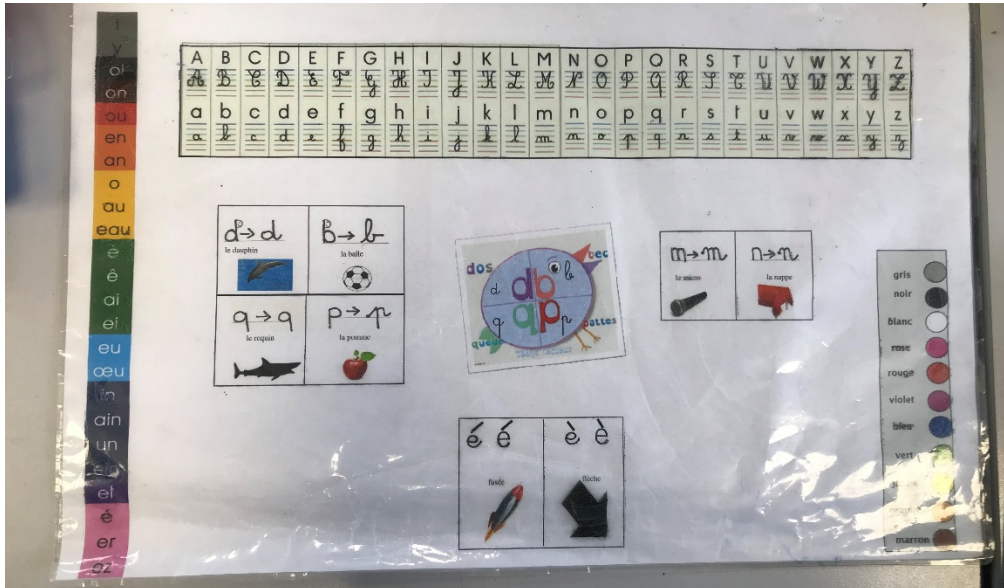 A B C D E F G H I J K L M N O P Q R S T U V W X Y Z
A B C D E F G H I J K L M N O P Q R S T U V W X Y Z
a b c d e f g h i j k l m n o p q r s t u v w x y z
a b c d e f g h i j k l m n o p q r s t u v w x y z
i
y
oi
on
ou
en
an
o
au
eau
è
ê
ai
ei
eu
œu
in
ain
un
et
é
er
ez
d→d
le dauphin
B→b
la balle
q→q
le requin
p→p
la pomme
dos
bec
d
d b
b
q
q p
p
queue
pattes
m→m
le micro
n→n
la nappe
é é
fusée
è è
flèche
gris
noir
blanc
rose
rouge
violet
bleu
vert
marron